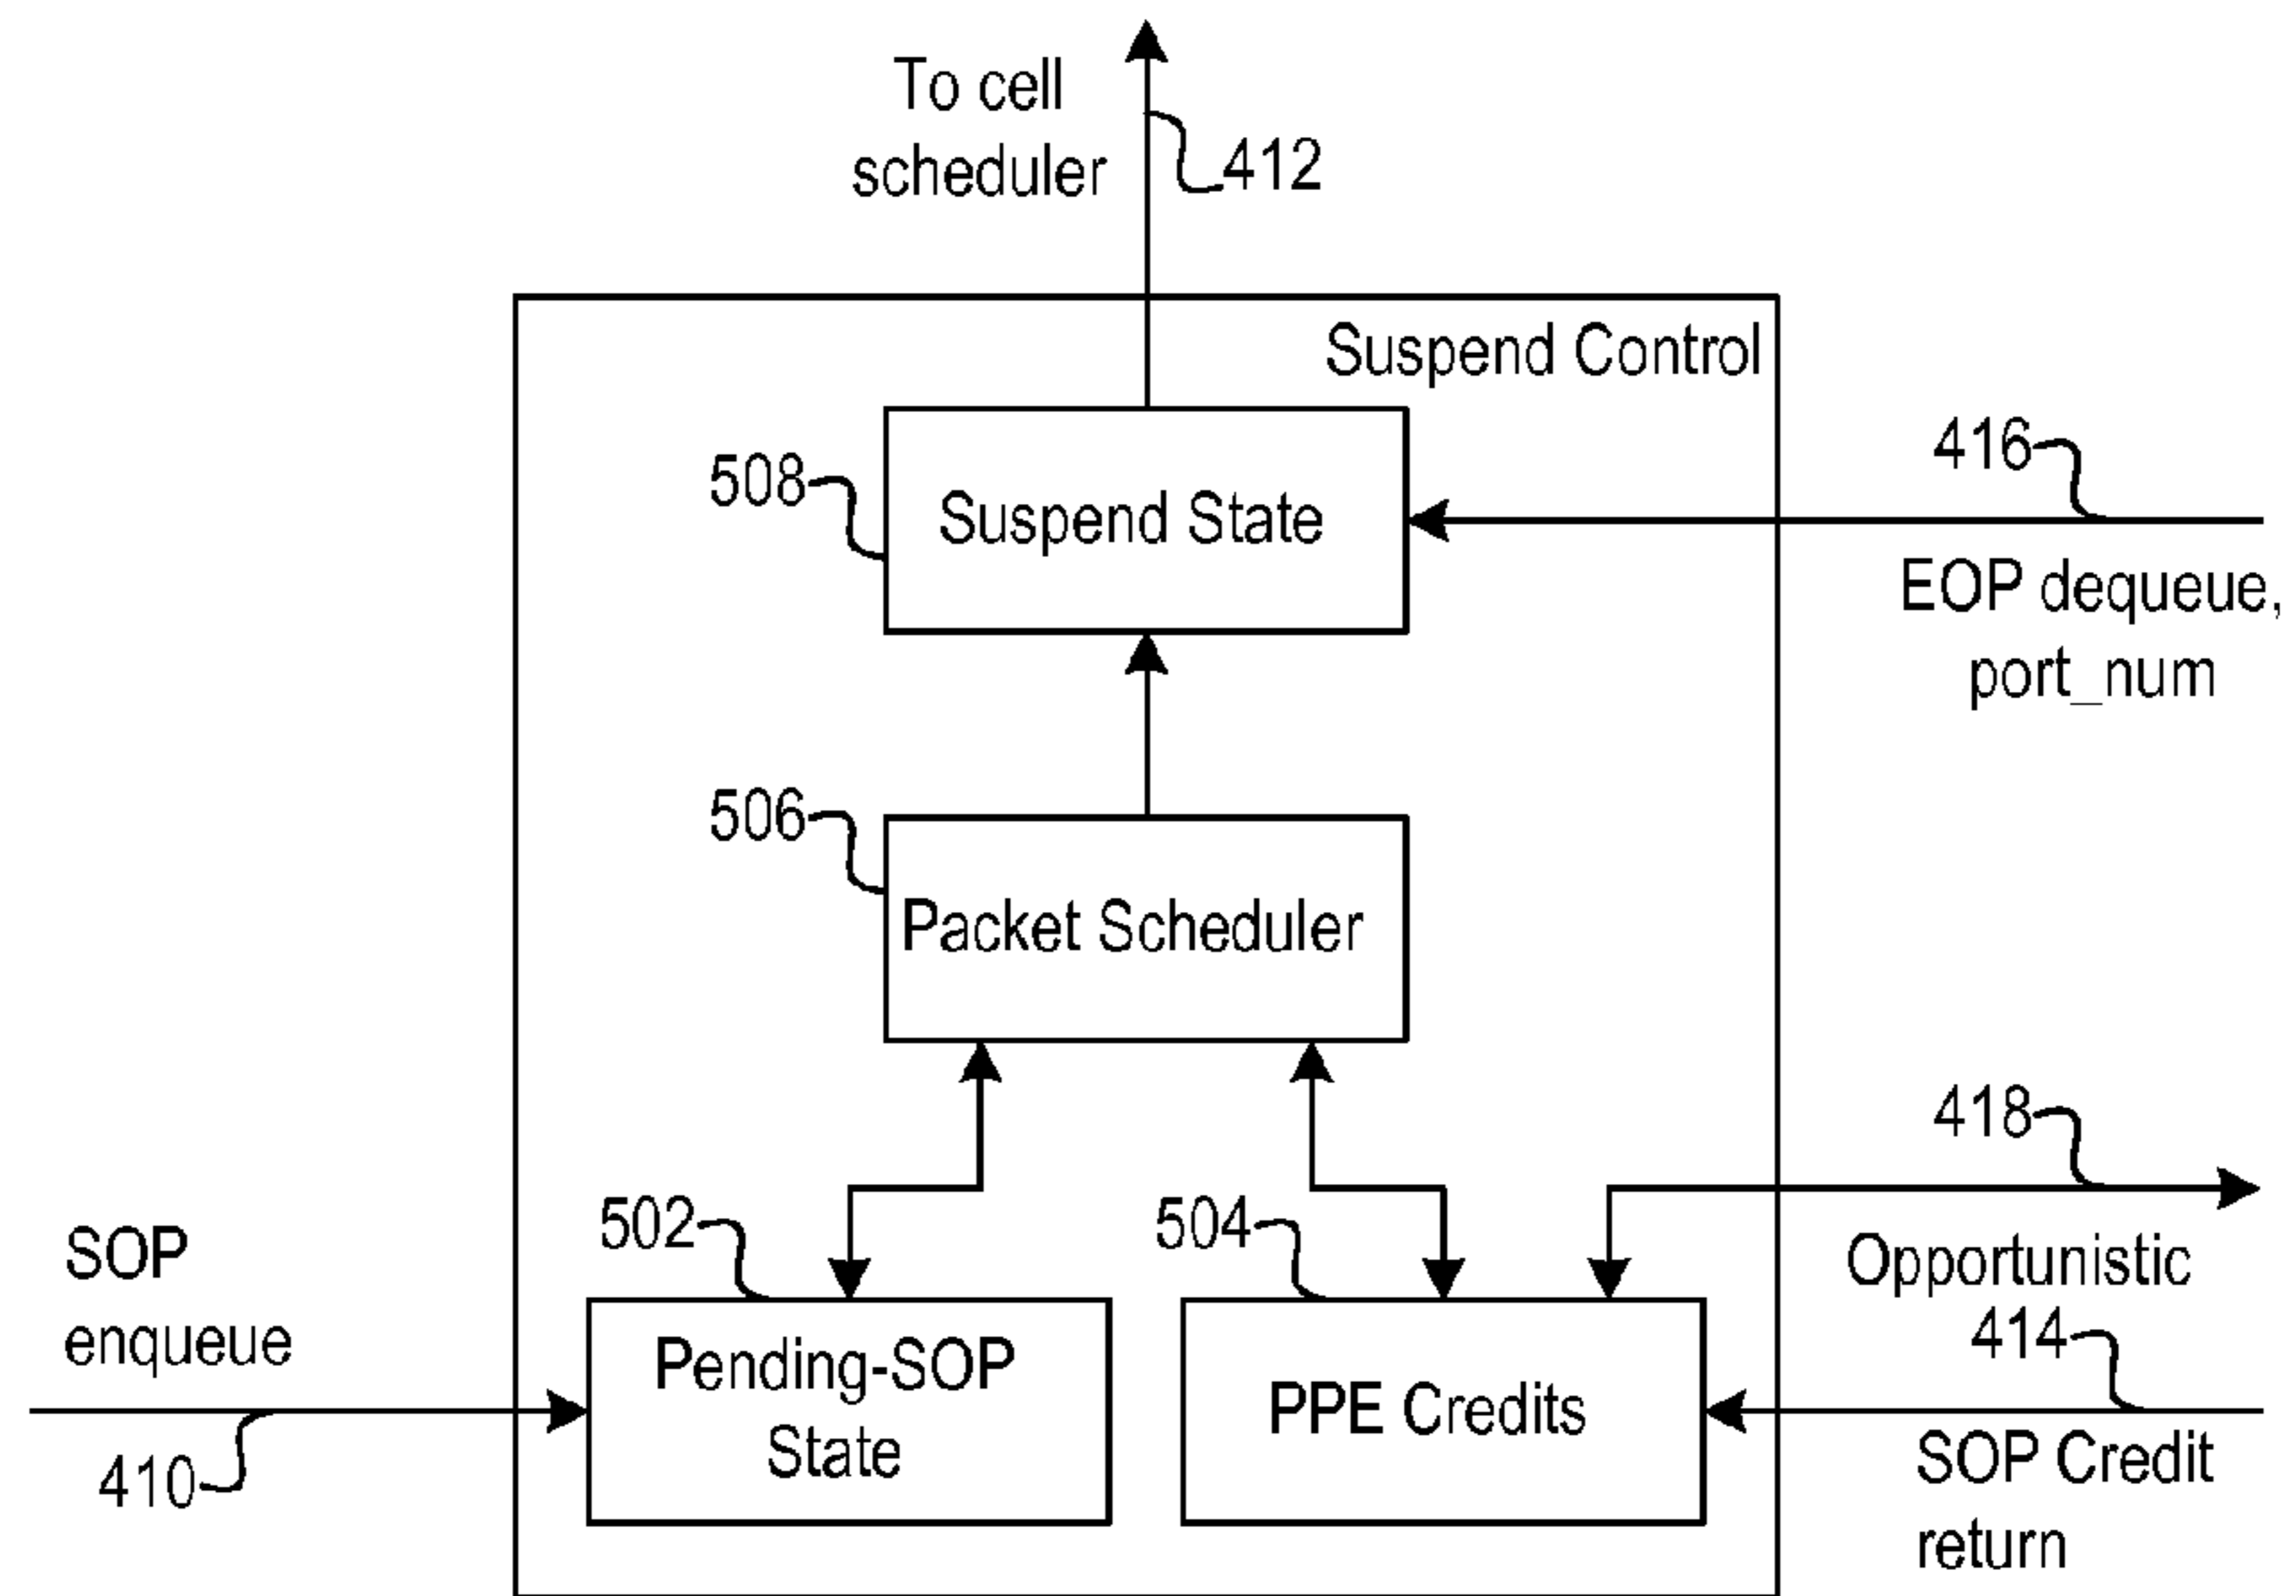 To cell
scheduler
412
Suspend Control
508
Suspend State
416
EOP dequeue,
port_num
506
Packet Scheduler
418
Opportunistic
502
504
SOP
enqueue
410
Pending-SOP
State
PPE Credits
414
SOP Credit
return